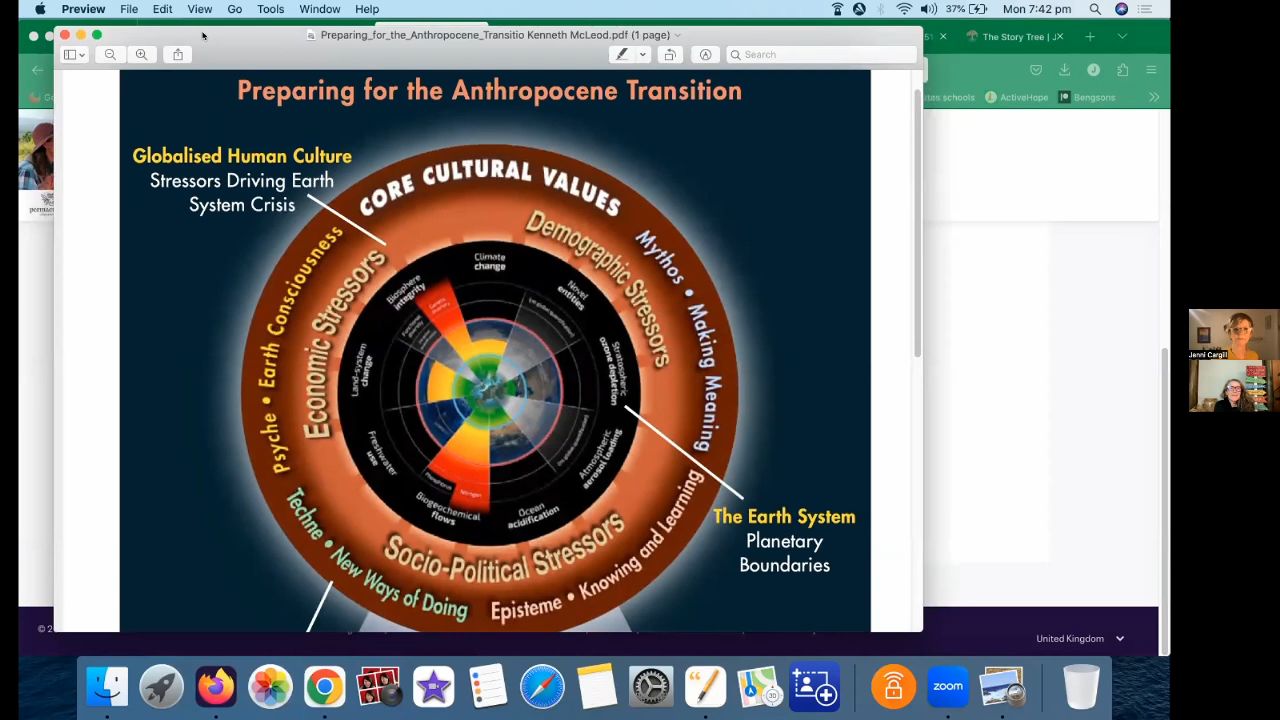 Preview File Edit View Go Tools Window Help
37% Mon 7:42 pm
Preparing_for_the_Anthropocene_Transitio Kenneth McLeod.pdf (1 page)
The Story Tree | J
Search
ites schools ActiveHope Bengsons
Preparing for the Anthropocene Transition
Globalised Human Culture
Stressors Driving Earth
System Crisis
CORE CULTURAL VALUES
Psyche • Earth Consciousness
Mythos • Making Meaning
Techne • New Ways of Doing
Episteme • Knowing and Learning
Economic Stressors
Demographic Stressors
Socio-Political Stressors
Climate
change
Novel
entities
Stratospheric
ozone depletion
Atmospheric
aerosol loading
Ocean
acidification
Biogeochemical
flows
Phosphorus
Nitrogen
Freshwater
use
Land-system
change
Biosphere
integrity
The Earth System
Planetary
Boundaries
Jenni Cargill
United Kingdom
zoom